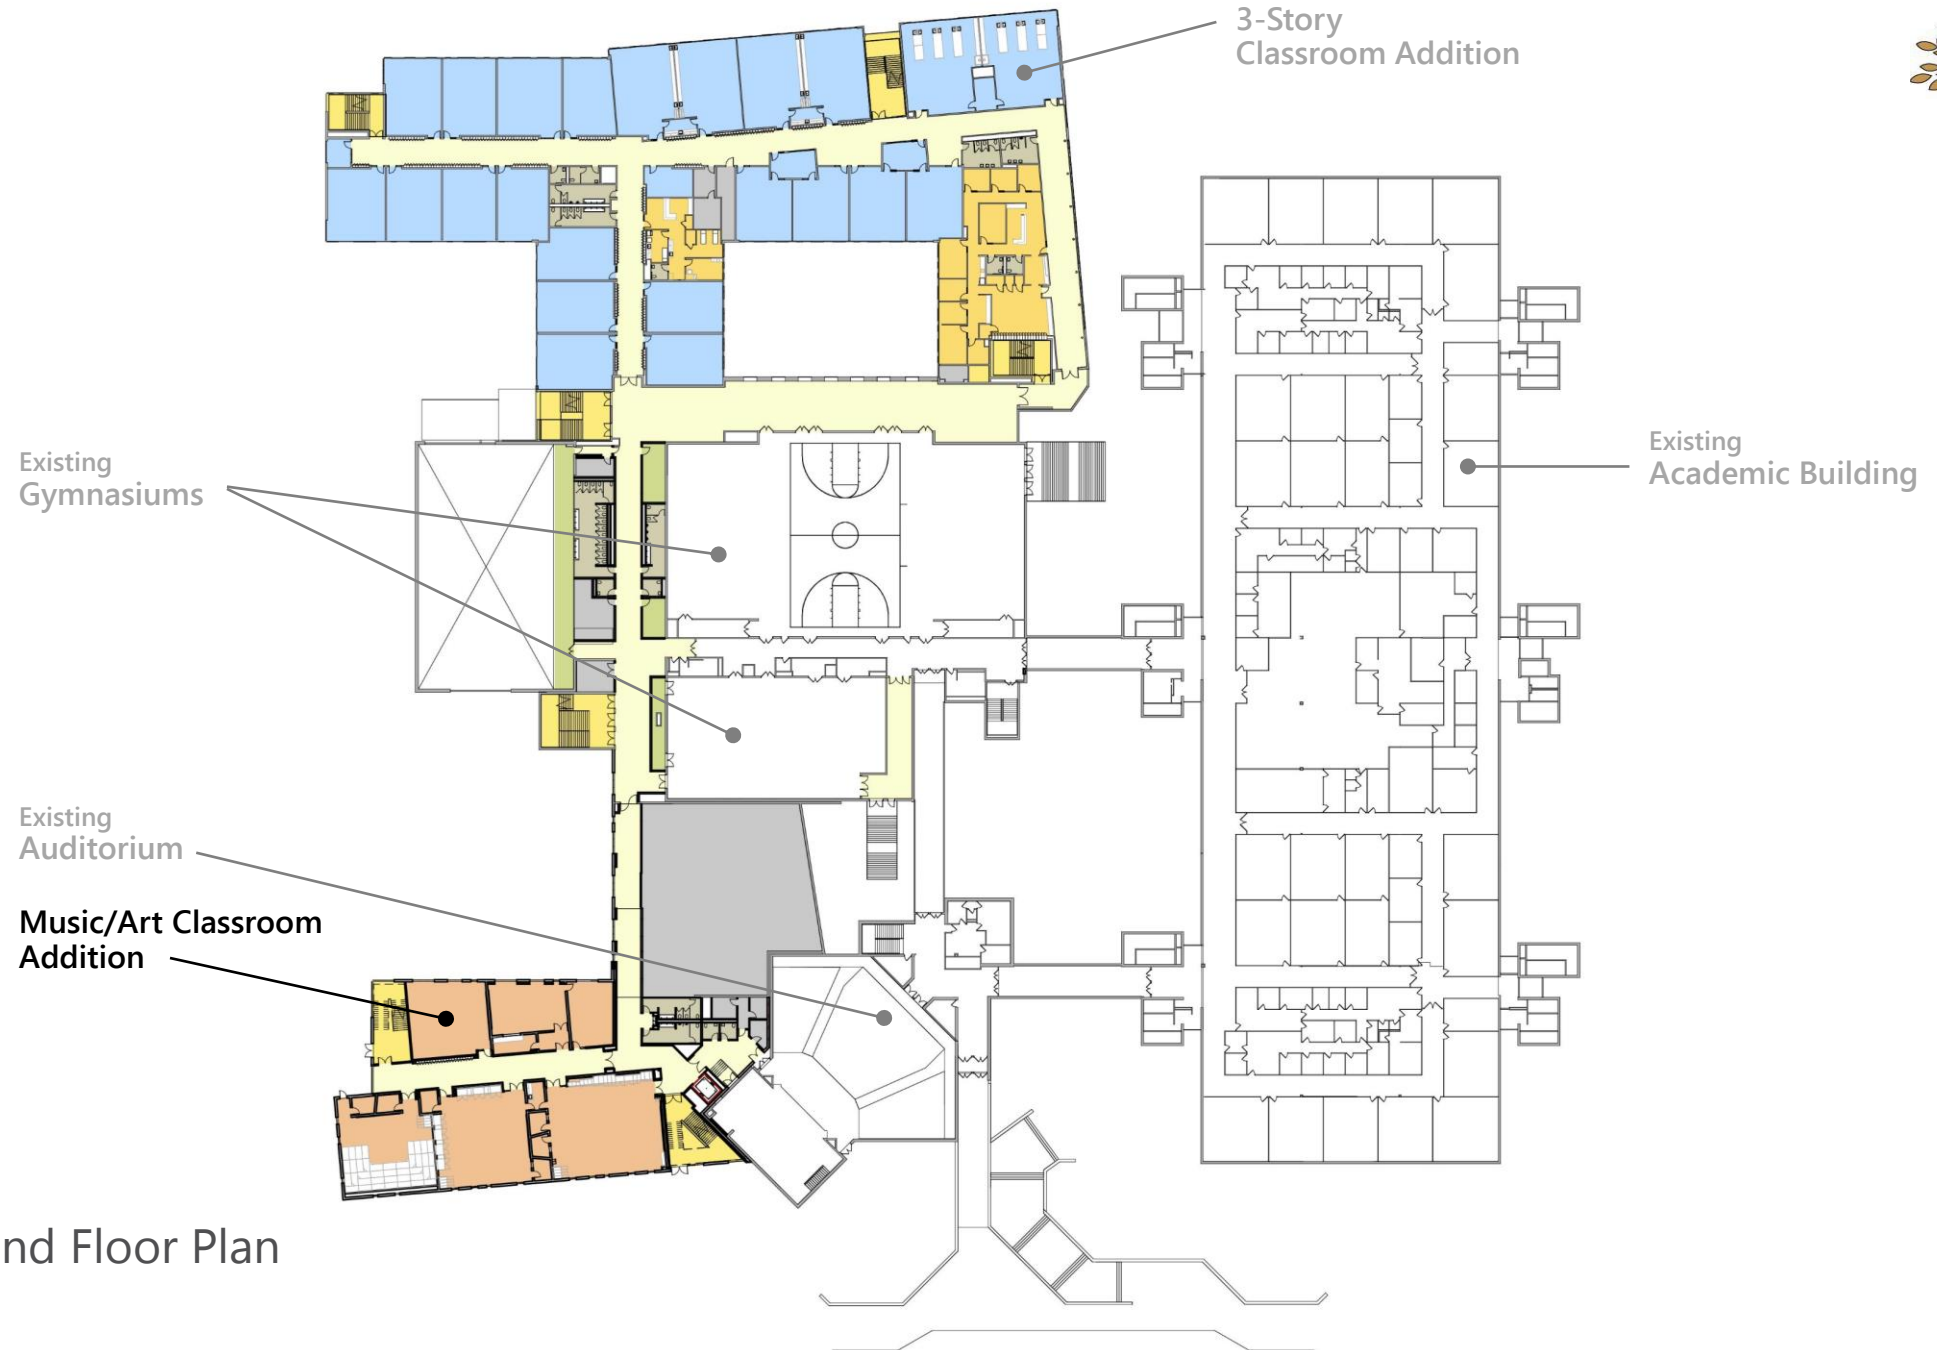 3-Story
Classroom Addition
Existing
Gymnasiums
Existing
Academic Building
Existing
Auditorium
Music/Art Classroom
Addition
nd Floor Plan